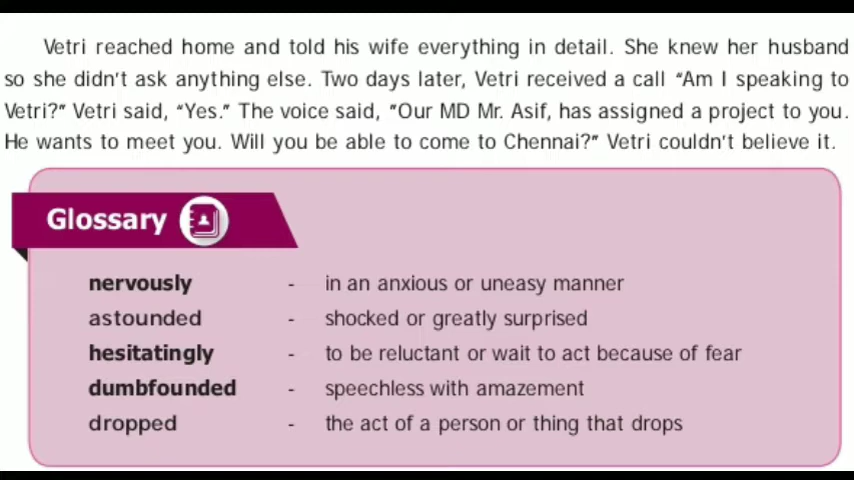 Vetri reached home and told his wife everything in detail. She knew her husband
so she didn't ask anything else. Two days later, Vetri received a call “Am I speaking to
Vetri?” Vetri said, “Yes.” The voice said, ”Our MD Mr. Asif, has assigned a project to you.
He wants to meet you. Will you be able to come to Chennai?” Vetri couldn't believe it.
Glossary
nervously - in an anxious or uneasy manner
astounded - shocked or greatly surprised
hesitatingly - to be reluctant or wait to act because of fear
dumbfounded - speechless with amazement
dropped - the act of a person or thing that drops